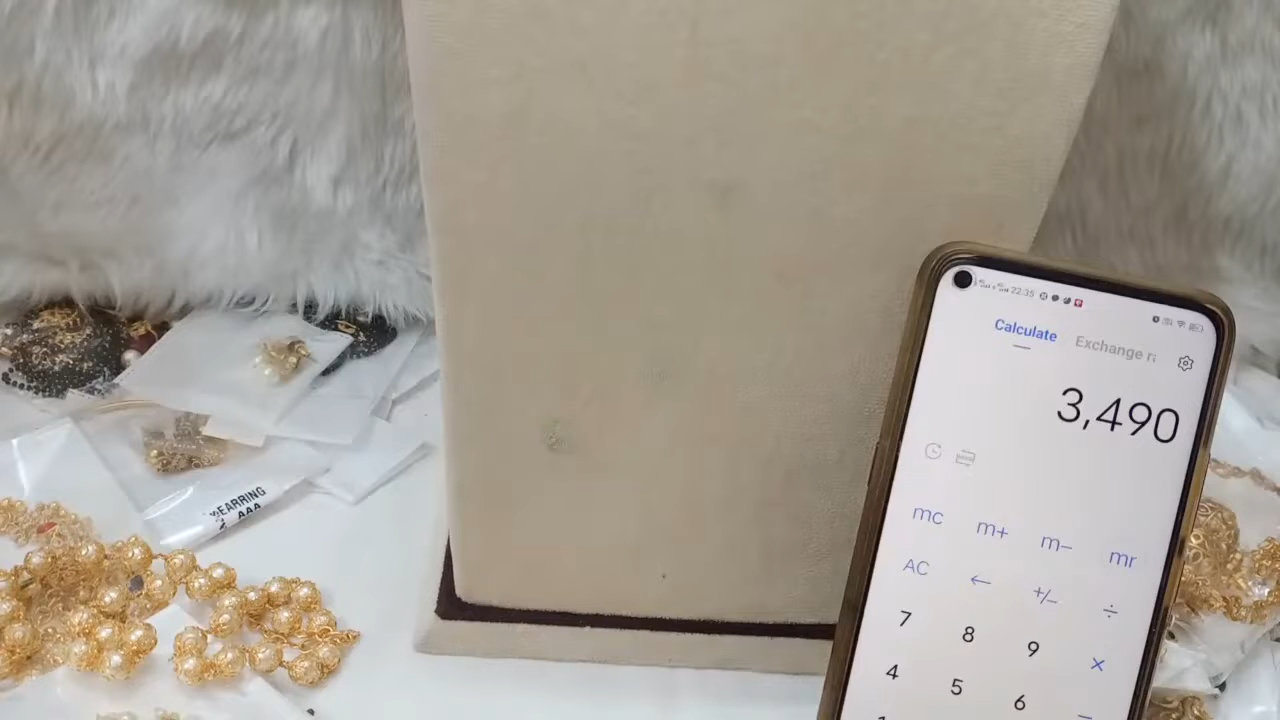 22:35
Calculate Exchange r
3,490
mc m+ m– mr
AC ← +/– ÷
7 8 9 ×
4 5 6 –
EARRING
AAA